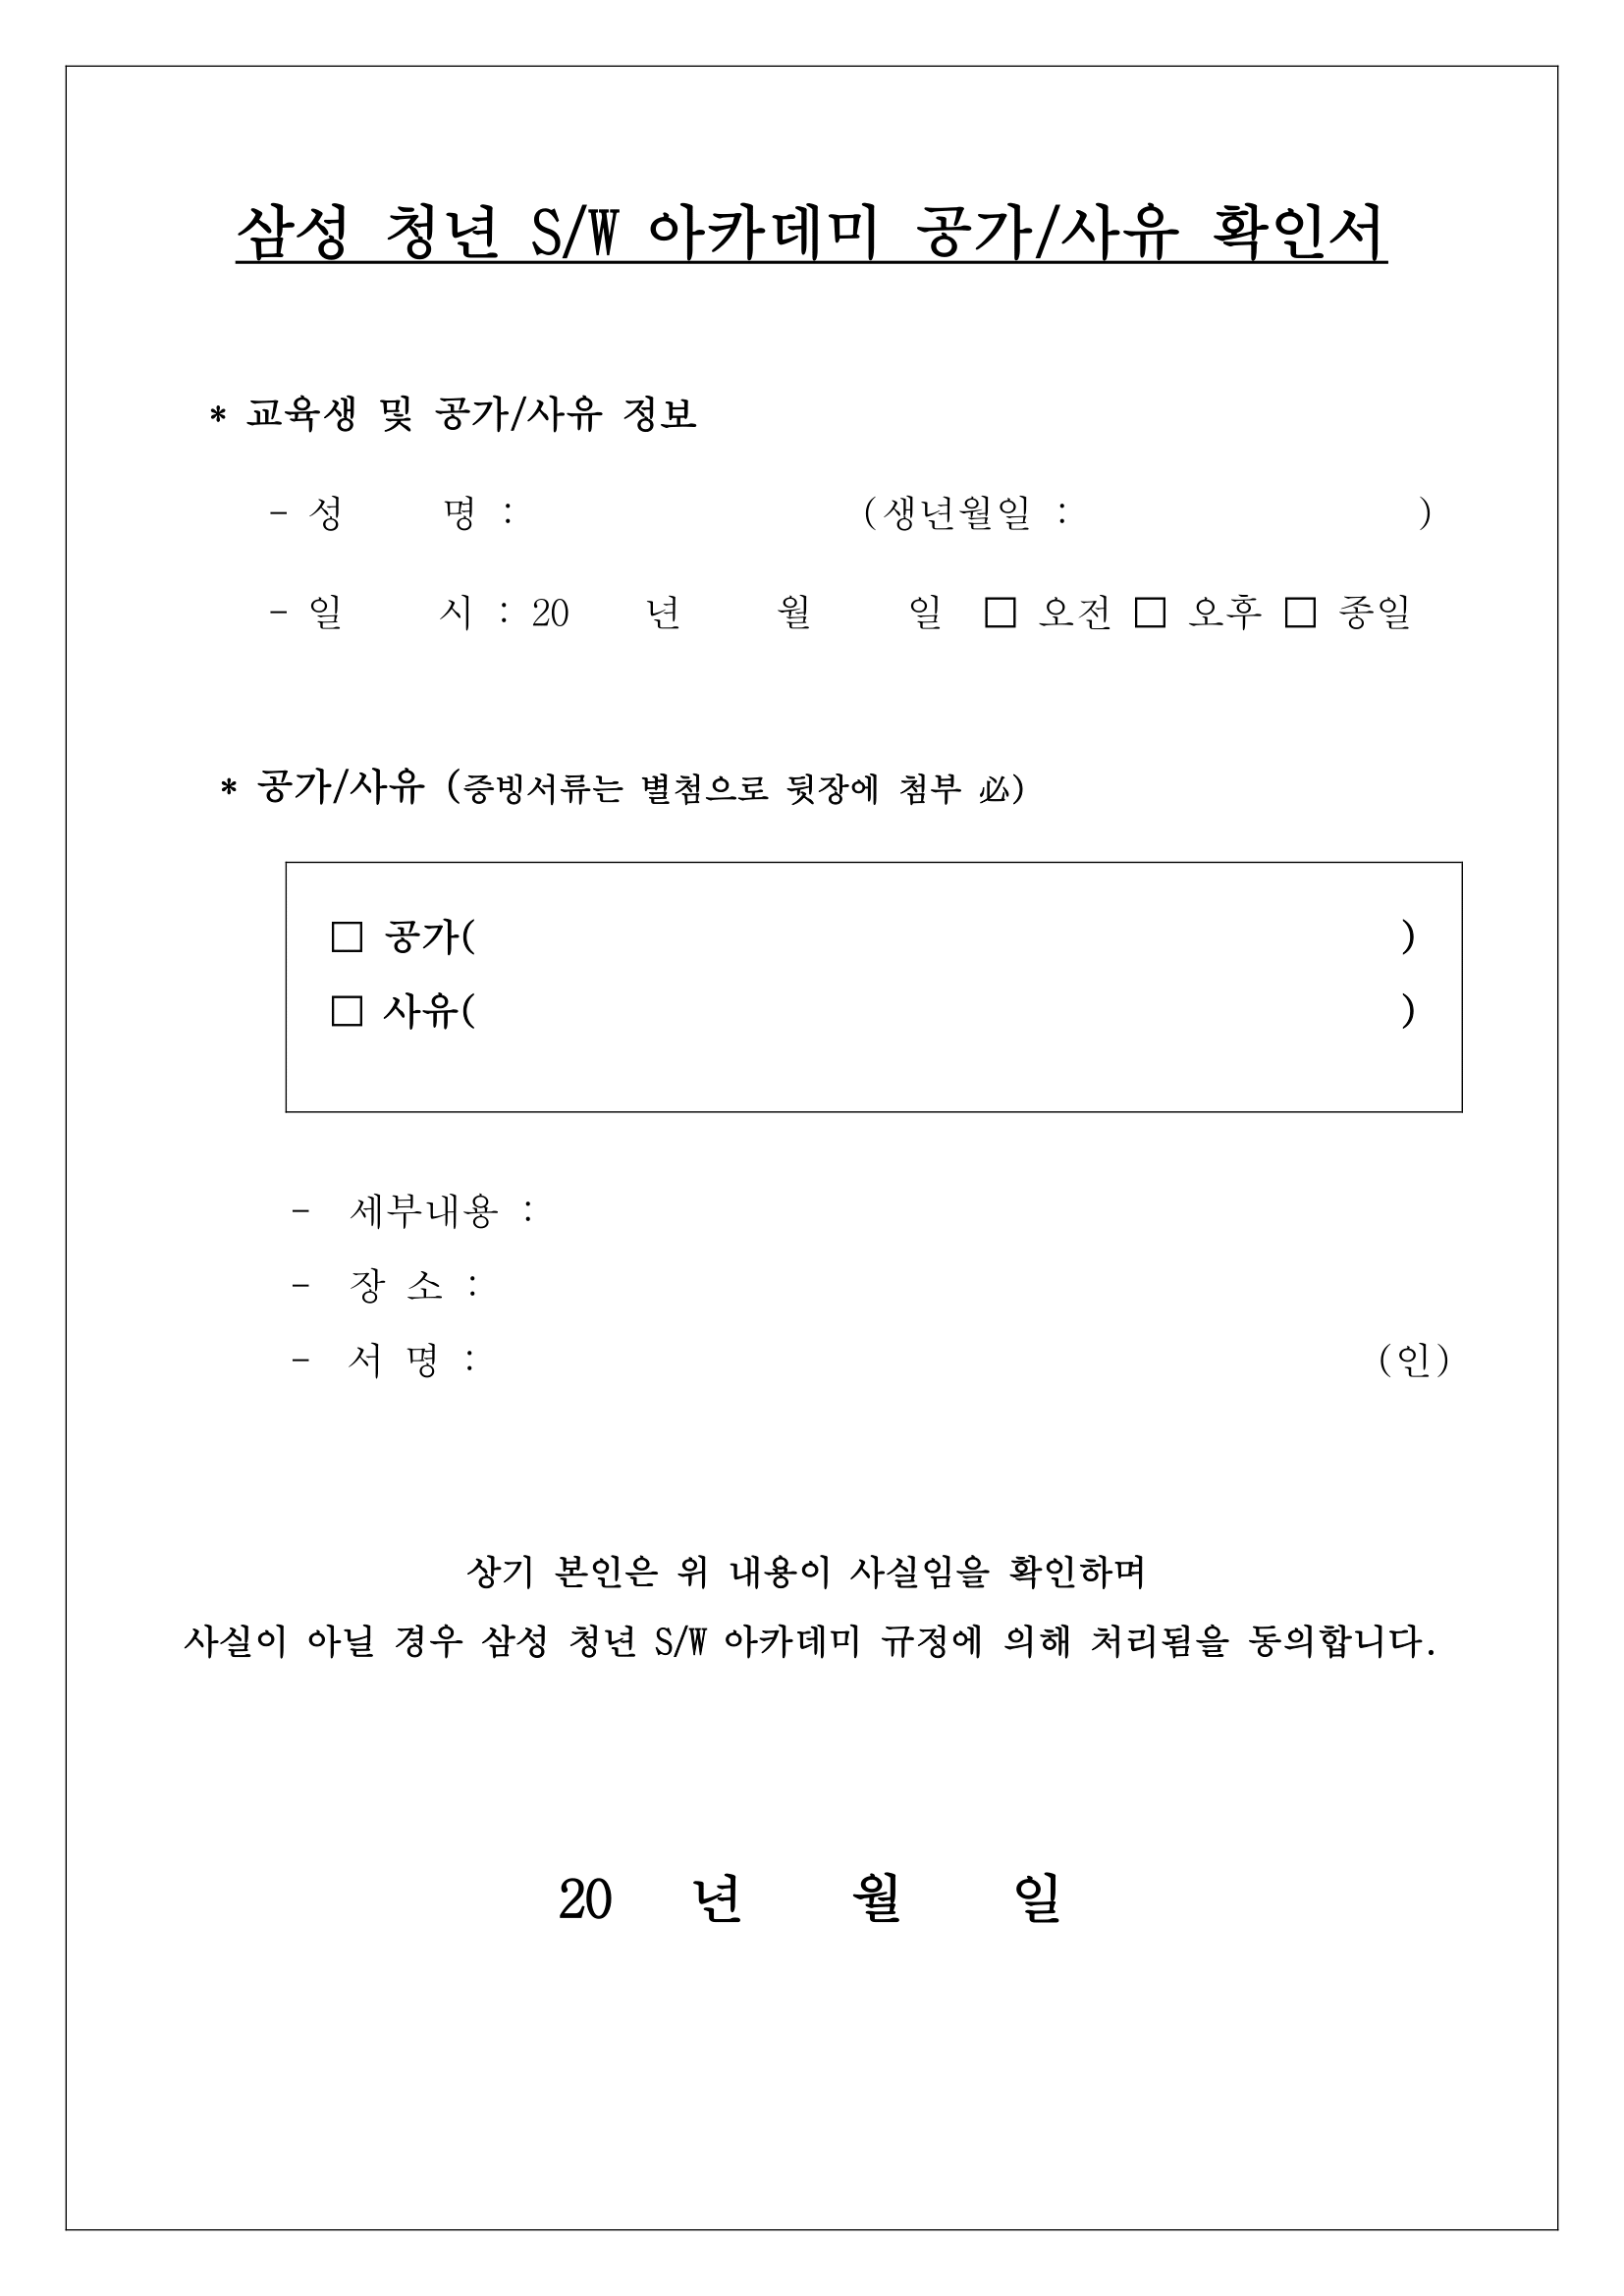 삼성 청년 S/W 아카데미 공가/사유 확인서
* 교육생 및 공가/사유 정보
- 성 명 : (생년월일 : )
- 일 시 : 20 년 월 일 □ 오전 □ 오후 □ 종일
* 공가/사유 (증빙서류는 별첨으로 뒷장에 첨부 必)
□ 공가( )
□ 사유( )
- 세부내용 :
- 장 소 :
- 서 명 : (인)
상기 본인은 위 내용이 사실임을 확인하며
사실이 아닐 경우 삼성 청년 S/W 아카데미 규정에 의해 처리됨을 동의합니다.
20 년 월 일